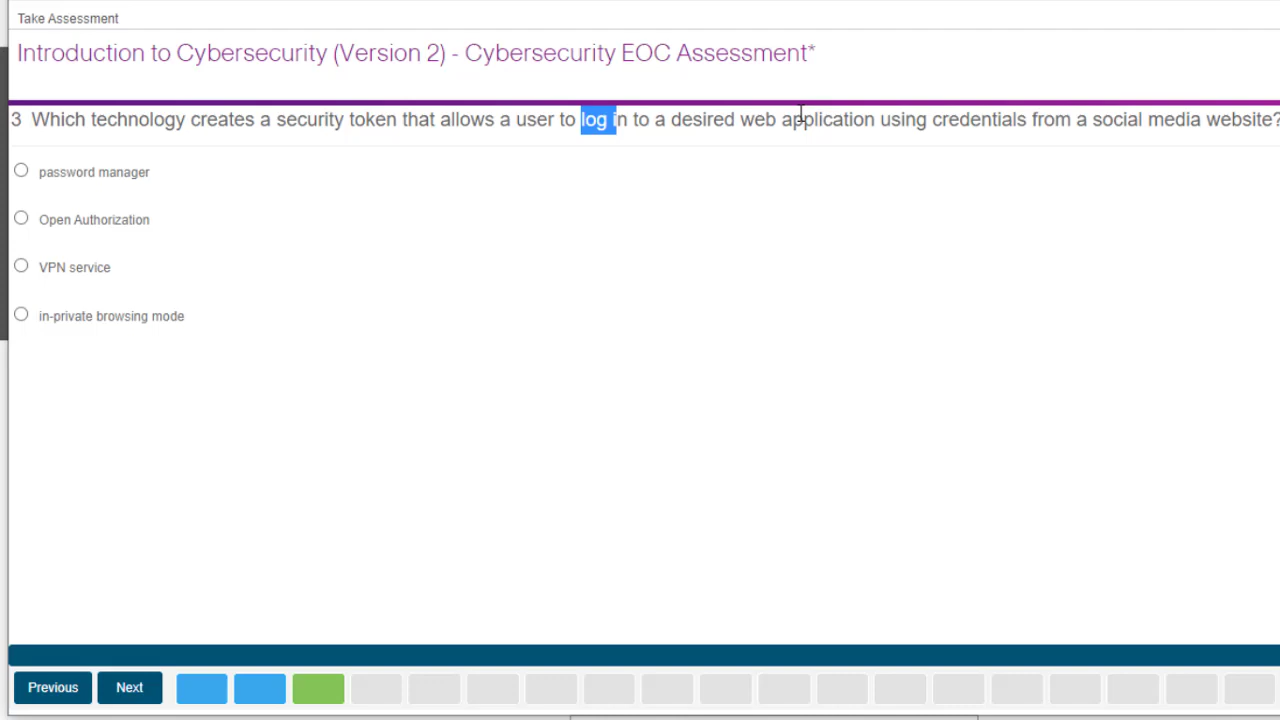 Take Assessment
Introduction to Cybersecurity (Version 2) - Cybersecurity EOC Assessment*
3 Which technology creates a security token that allows a user to log in to a desired web application using credentials from a social media website?
password manager
Open Authorization
VPN service
in-private browsing mode
Previous Next